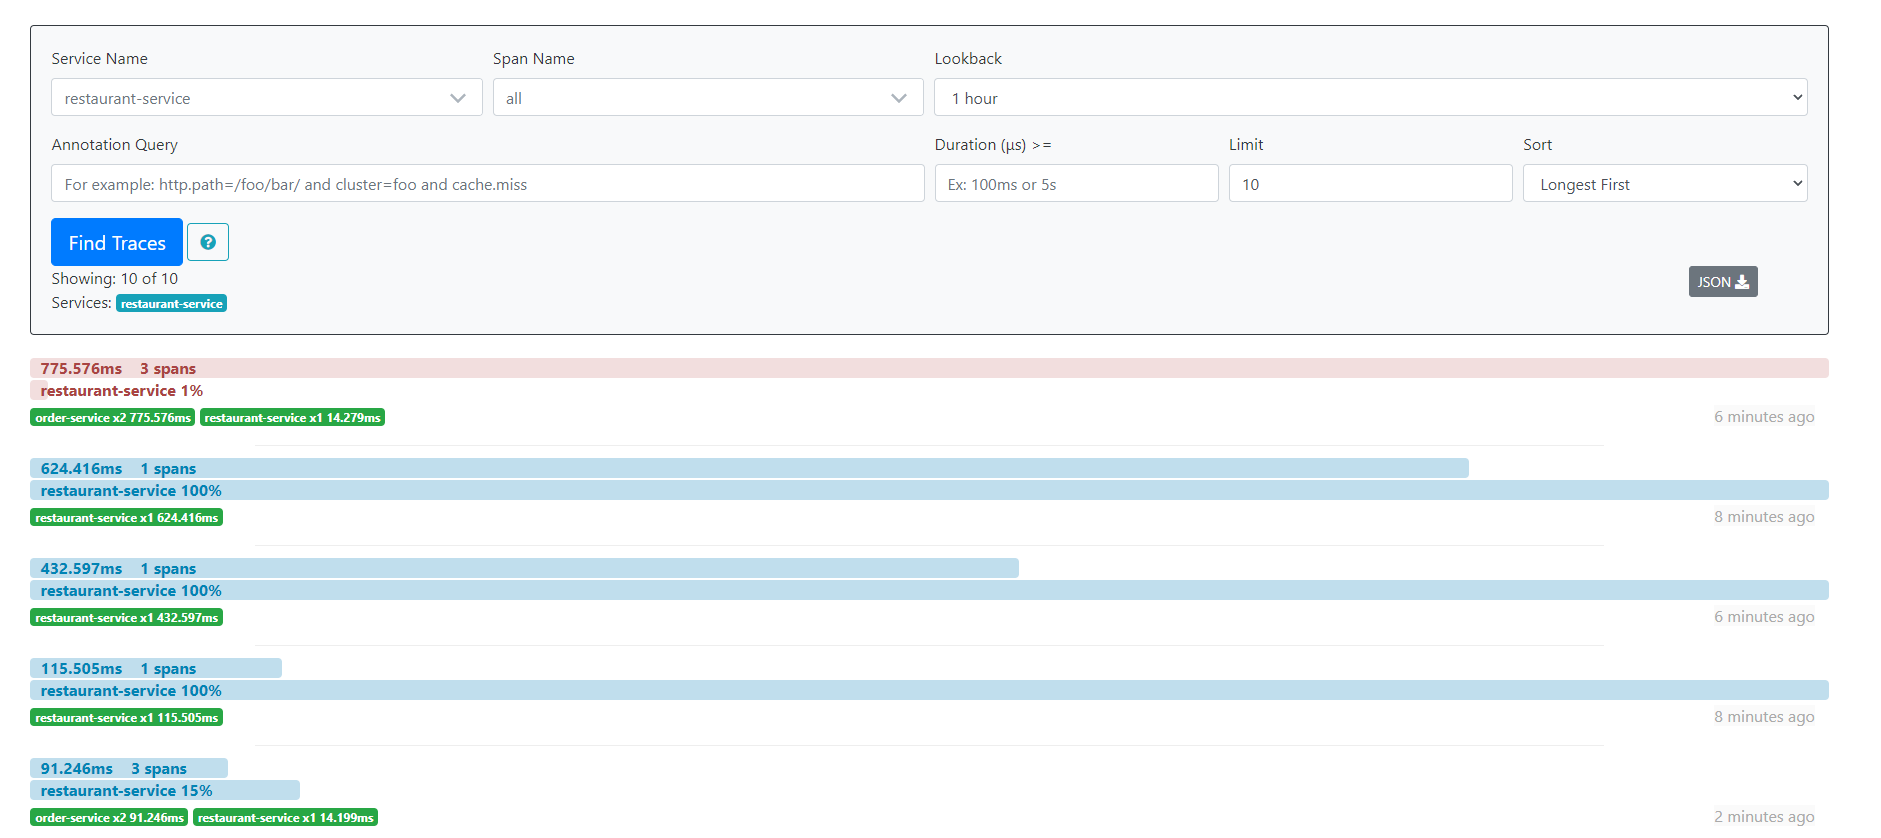 Service Name Span Name Lookback
restaurant-service all 1 hour
Annotation Query Duration (μs) >= Limit Sort
For example: http.path=/foo/bar/ and cluster=foo and cache.miss Ex: 100ms or 5s 10 Longest First
Find Traces ?
Showing: 10 of 10 JSON
Services: restaurant-service
775.576ms 3 spans
restaurant-service 1%
order-service x2 775.576ms restaurant-service x1 14.279ms 6 minutes ago
624.416ms 1 spans
restaurant-service 100%
restaurant-service x1 624.416ms 8 minutes ago
432.597ms 1 spans
restaurant-service 100%
restaurant-service x1 432.597ms 6 minutes ago
115.505ms 1 spans
restaurant-service 100%
restaurant-service x1 115.505ms 8 minutes ago
91.246ms 3 spans
restaurant-service 15%
order-service x2 91.246ms restaurant-service x1 14.199ms 2 minutes ago